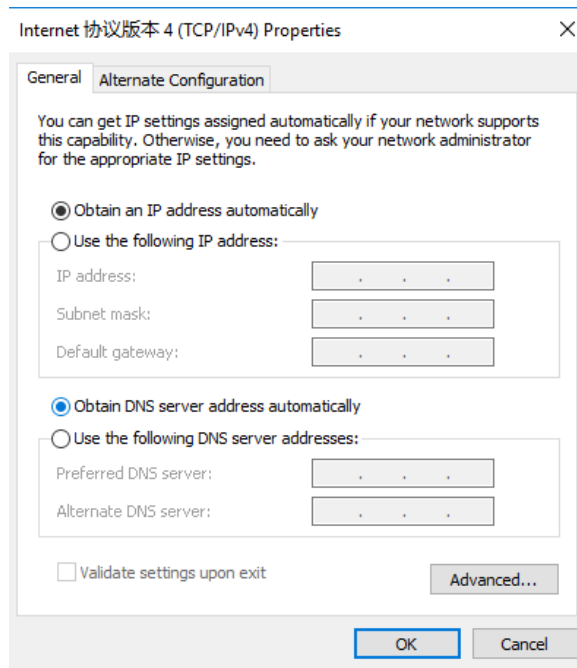 Internet 协议版本 4 (TCP/IPv4) Properties
General
Alternate Configuration
You can get IP settings assigned automatically if your network supports
this capability. Otherwise, you need to ask your network administrator
for the appropriate IP settings.
Obtain an IP address automatically
Use the following IP address:
IP address:
Subnet mask:
Default gateway:
Obtain DNS server address automatically
Use the following DNS server addresses:
Preferred DNS server:
Alternate DNS server:
Validate settings upon exit
Advanced...
OK
Cancel